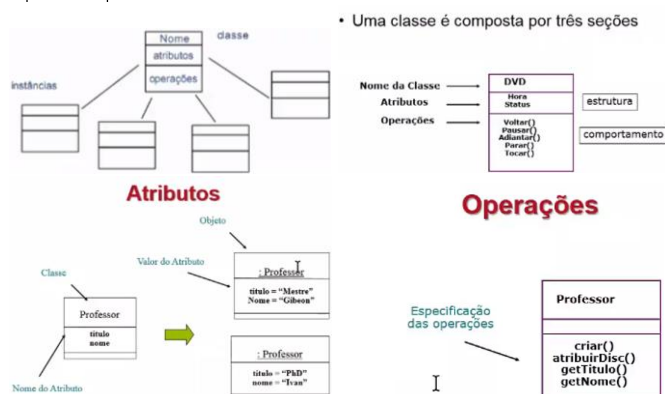 Nome
atributos
operações
classe
instâncias
• Uma classe é composta por três seções
Nome da Classe
Atributos
Operações
DVD
Hora
Status
Voltar()
Pausar()
Adiantar()
Parar()
Tocar()
estrutura
comportamento
Atributos
Objeto
Valor do Atributo
Classe
Professor
titulo
nome
Nome do Atributo
: Professor
titulo = “Mestre”
Nome = “Gibeon”
: Professor
titulo = “PhD”
nome = “Ivan”
Operações
Especificação
das operações
Professor
criar()
atribuirDisc()
getTitulo()
getNome()